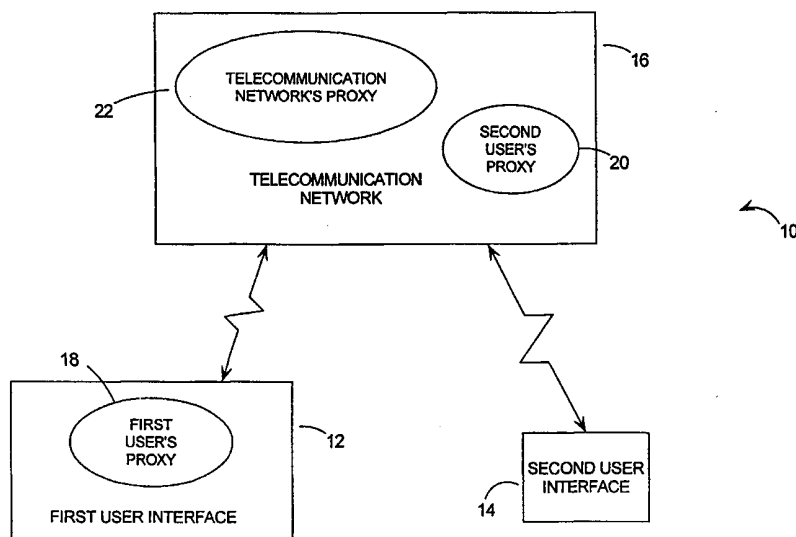 TELECOMMUNICATION
NETWORK'S PROXY
16
22
SECOND
USER'S
PROXY
20
TELECOMMUNICATION
NETWORK
10
18
FIRST
USER'S
PROXY
12
FIRST USER INTERFACE
SECOND USER
INTERFACE
14